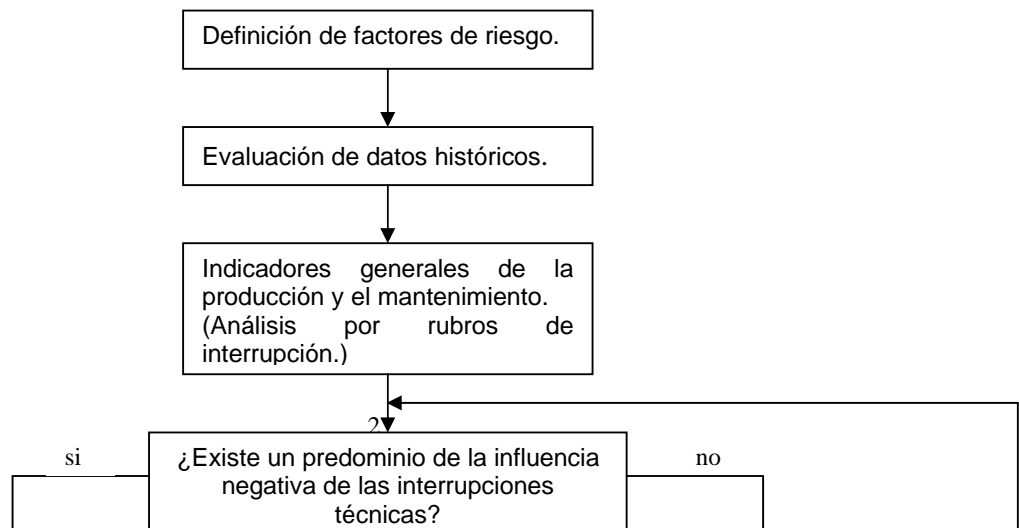 Definición de factores de riesgo.
Evaluación de datos históricos.
Indicadores generales de la
producción y el mantenimiento.
(Análisis por rubros de
interrupción.)
2
si
¿Existe un predominio de la influencia
negativa de las interrupciones
técnicas?
no